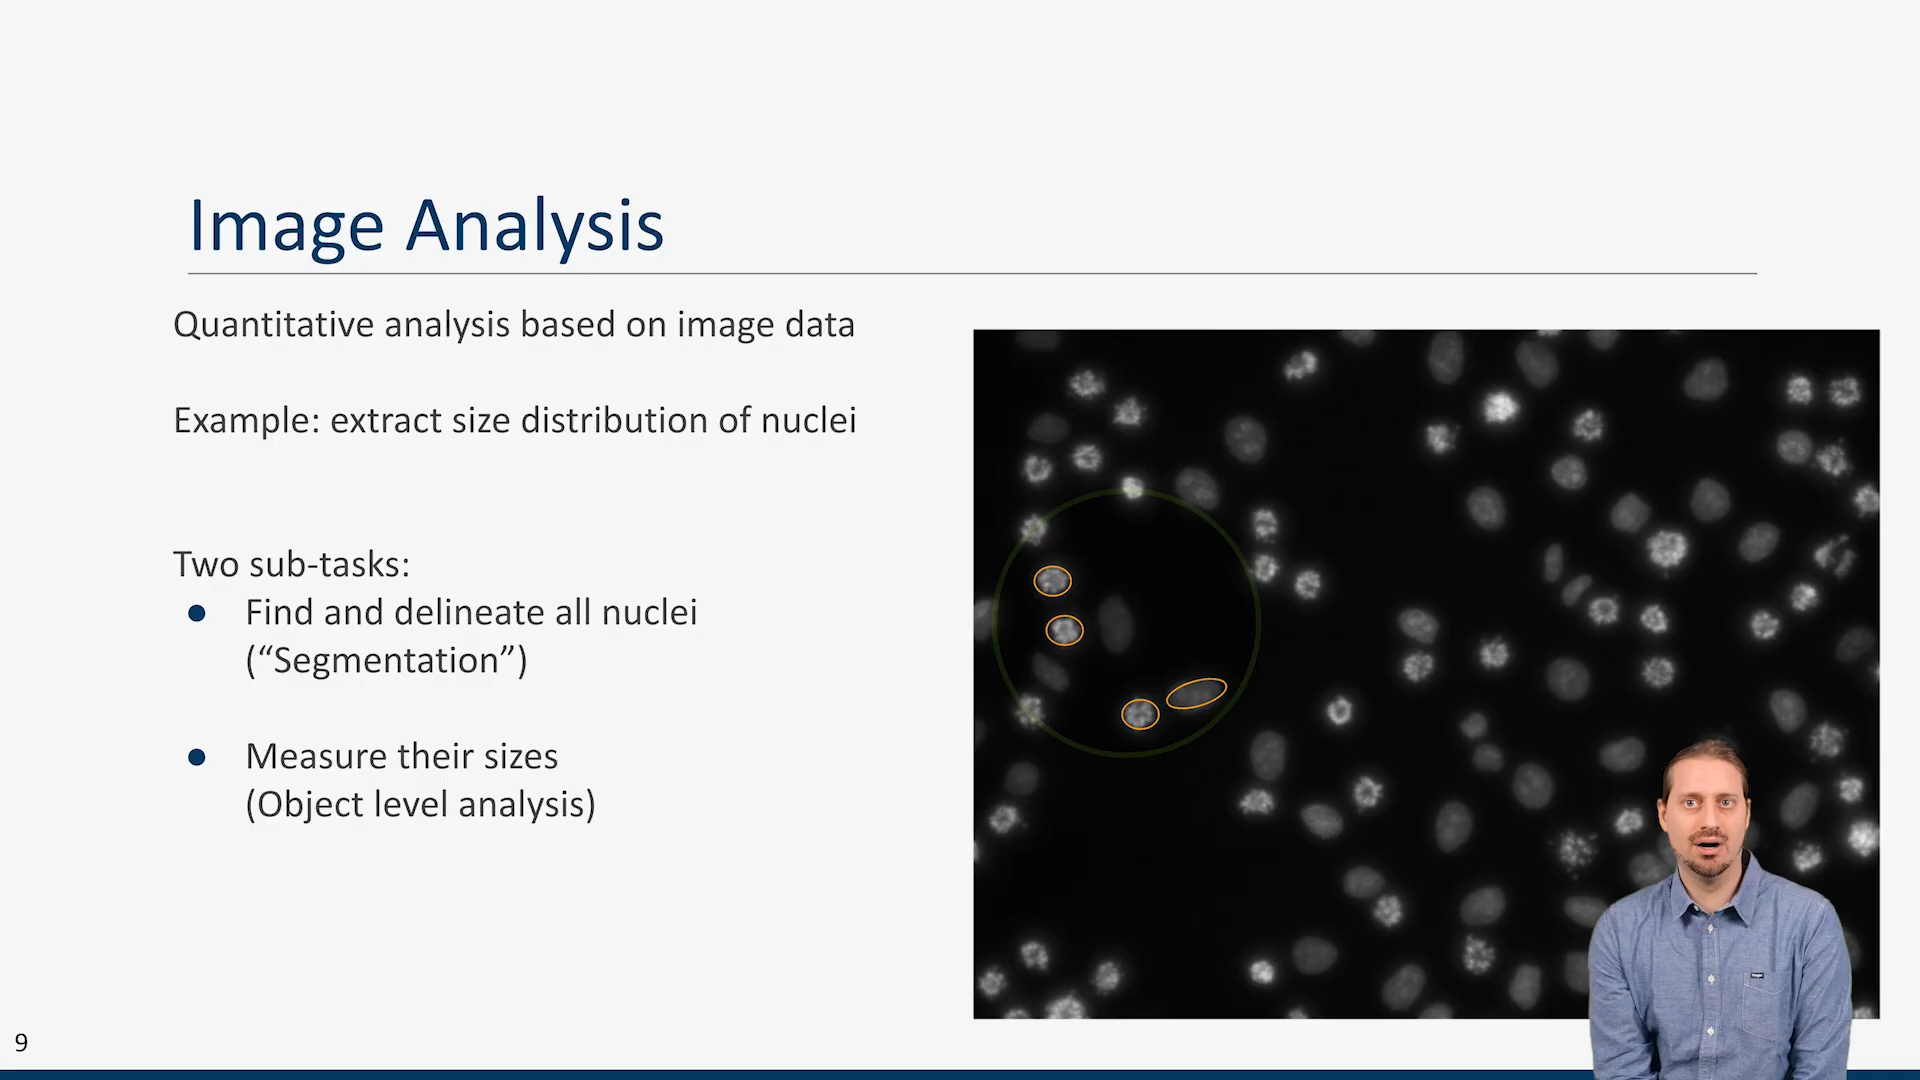 Image Analysis
Quantitative analysis based on image data
Example: extract size distribution of nuclei
Two sub-tasks:
● Find and delineate all nuclei
(“Segmentation”)
● Measure their sizes
(Object level analysis)
9